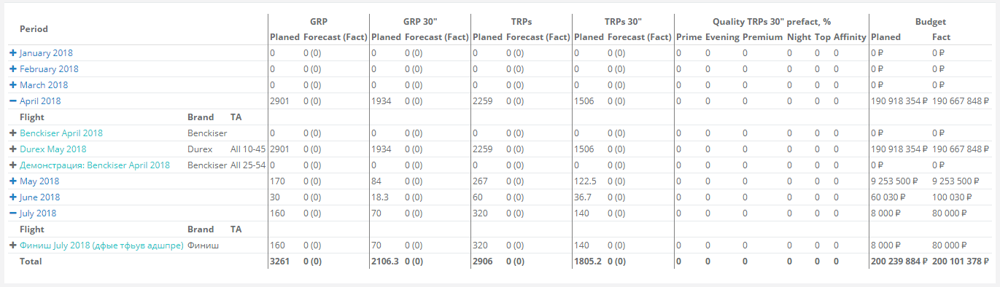 Period GRP GRP 30" TRPs TRPs 30" Quality TRPs 30" prefact, % Budget
Planed Forecast (Fact) Planed Forecast (Fact) Planed Forecast (Fact) Planed Forecast (Fact) Prime Evening Premium Night Top Affinity Planed Fact
January 2018 0 0 (0) 0 0 (0) 0 0 (0) 0 0 (0) 0 0 0 0 0 0 0 ₽ 0 ₽
February 2018 0 0 (0) 0 0 (0) 0 0 (0) 0 0 (0) 0 0 0 0 0 0 0 ₽ 0 ₽
March 2018 0 0 (0) 0 0 (0) 0 0 (0) 0 0 (0) 0 0 0 0 0 0 0 ₽ 0 ₽
April 2018 2901 0 (0) 1934 0 (0) 2259 0 (0) 1506 0 (0) 0 0 0 0 0 0 190 918 354 ₽ 190 667 848 ₽
Flight Brand TA
Benckiser April 2018 Benckiser 0 0 (0) 0 0 (0) 0 0 (0) 0 0 (0) 0 0 0 0 0 0 0 ₽ 0 ₽
Durex May 2018 Durex All 10-45 2901 0 (0) 1934 0 (0) 2259 0 (0) 1506 0 (0) 0 0 0 0 0 0 190 918 354 ₽ 190 667 848 ₽
Демонстрация: Benckiser April 2018 Benckiser All 25-54 0 0 (0) 0 0 (0) 0 0 (0) 0 0 (0) 0 0 0 0 0 0 0 ₽ 0 ₽
May 2018 170 0 (0) 84 0 (0) 267 0 (0) 122.5 0 (0) 0 0 0 0 0 0 9 253 500 ₽ 9 253 500 ₽
June 2018 30 0 (0) 18.3 0 (0) 60 0 (0) 36.7 0 (0) 0 0 0 0 0 0 60 030 ₽ 100 030 ₽
July 2018 160 0 (0) 70 0 (0) 320 0 (0) 140 0 (0) 0 0 0 0 0 0 8 000 ₽ 80 000 ₽
Flight Brand TA
Финиш July 2018 (дфые тфьув адшпре) Финиш 160 0 (0) 70 0 (0) 320 0 (0) 140 0 (0) 0 0 0 0 0 0 8 000 ₽ 80 000 ₽
Total 3261 0 (0) 2106.3 0 (0) 2906 0 (0) 1805.2 0 (0) 0 0 0 0 0 0 200 239 884 ₽ 200 101 378 ₽